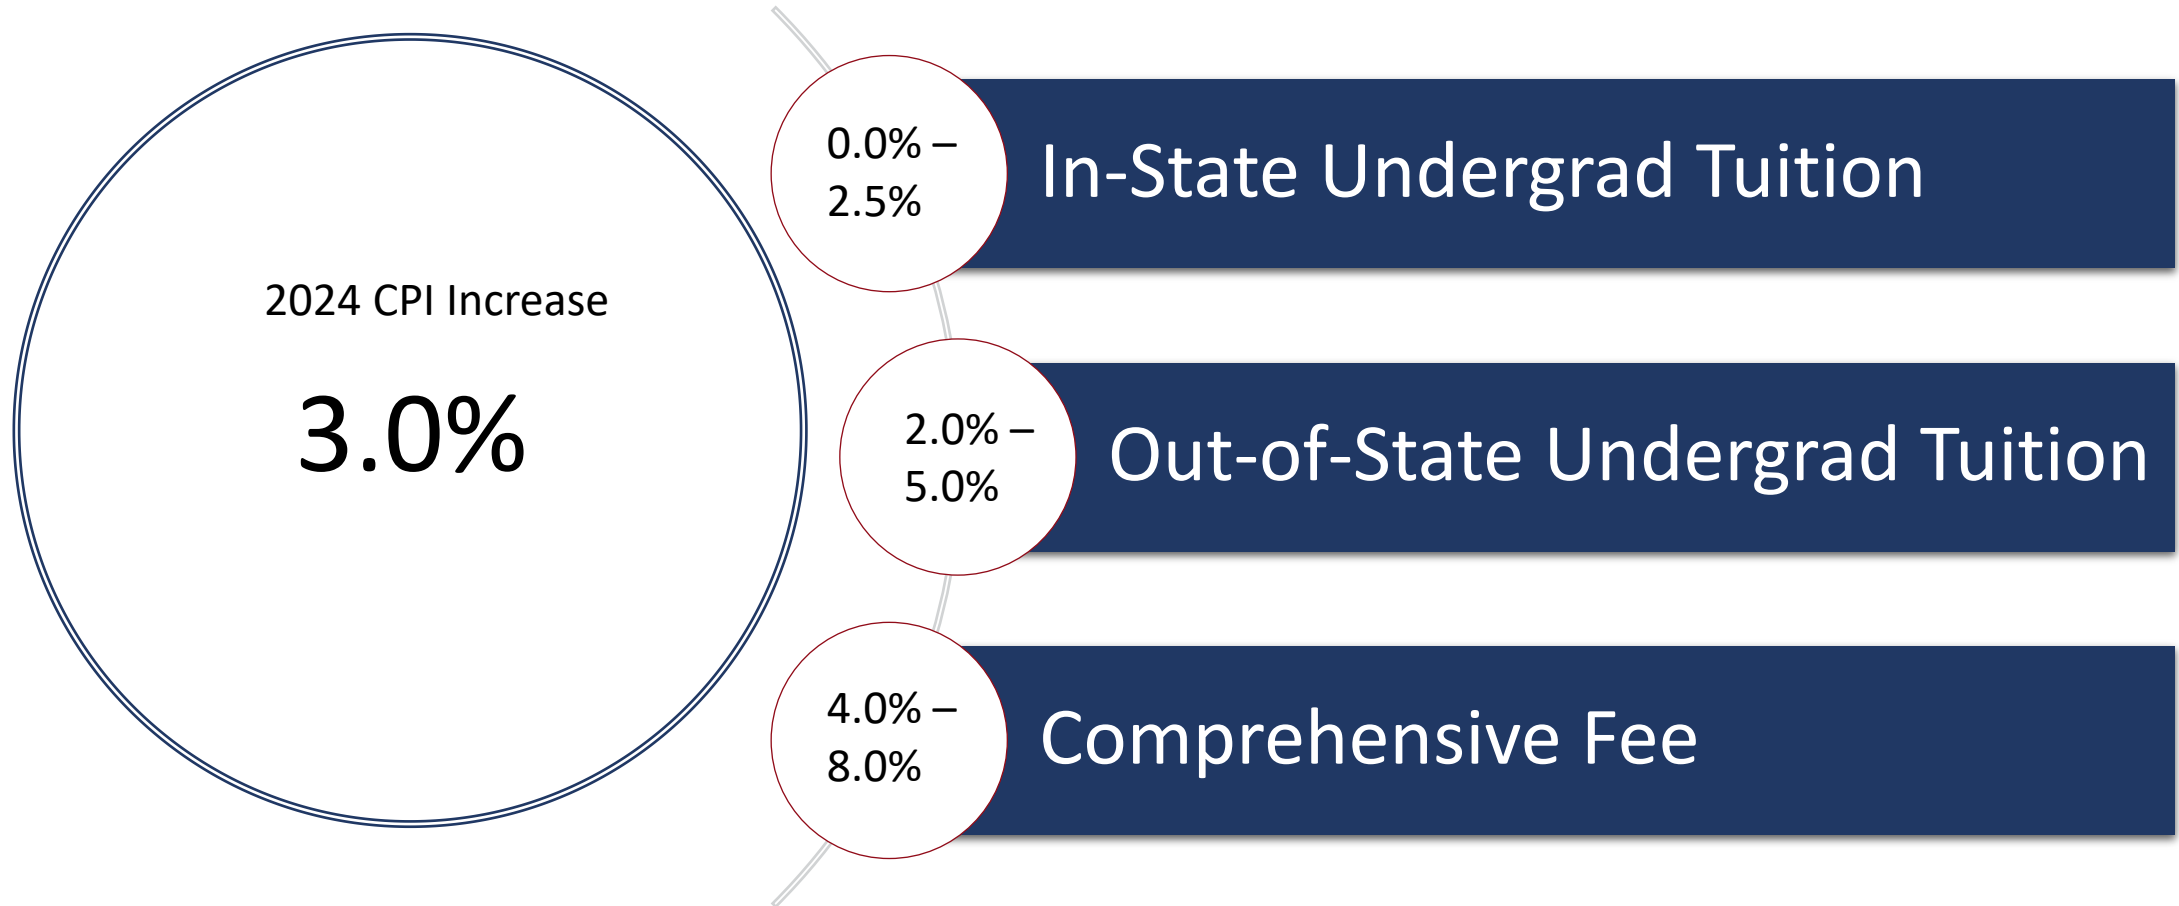 2024 CPI Increase
3.0%
0.0% –
2.5%
In-State Undergrad Tuition
2.0% –
5.0%
Out-of-State Undergrad Tuition
4.0% –
8.0%
Comprehensive Fee